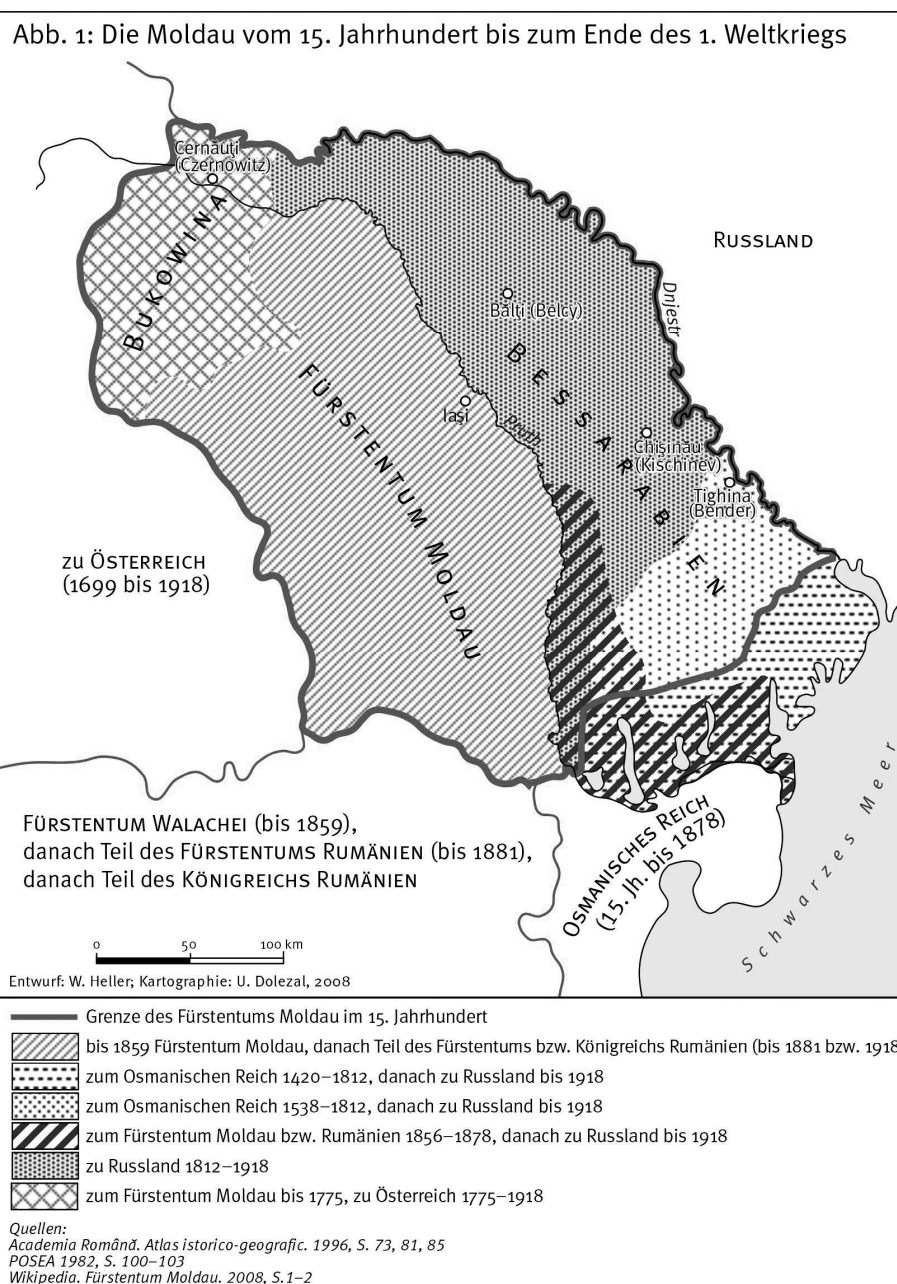 Abb. 1: Die Moldau vom 15. Jahrhundert bis zum Ende des 1. Weltkriegs
Cernăuţi
(Czernowitz)
BUKOWINA
RUSSLAND
Dnjestr
Bălţi (Belcy)
BESSARABIEN
FÜRSTENTUM MOLDAU
Iaşi
Pruth
Chişinău
(Kischinev)
Tighina
(Bender)
zu ÖSTERREICH
(1699 bis 1918)
FÜRSTENTUM WALACHEI (bis 1859),
danach Teil des FÜRSTENTUMS RUMÄNIEN (bis 1881),
danach Teil des KÖNIGREICHS RUMÄNIEN
OSMANISCHES REICH
(15. Jh. bis 1878)
Schwarzes Meer
0 50 100 km
Entwurf: W. Heller; Kartographie: U. Dolezal, 2008
Grenze des Fürstentums Moldau im 15. Jahrhundert
bis 1859 Fürstentum Moldau, danach Teil des Fürstentums bzw. Königreichs Rumänien (bis 1881 bzw. 1918
zum Osmanischen Reich 1420–1812, danach zu Russland bis 1918
zum Osmanischen Reich 1538–1812, danach zu Russland bis 1918
zum Fürstentum Moldau bzw. Rumänien 1856–1878, danach zu Russland bis 1918
zu Russland 1812–1918
zum Fürstentum Moldau bis 1775, zu Österreich 1775–1918
Quellen:
Academia Română. Atlas istorico-geografic. 1996, S. 73, 81, 85
POSEA 1982, S. 100–103
Wikipedia. Fürstentum Moldau. 2008, S.1–2